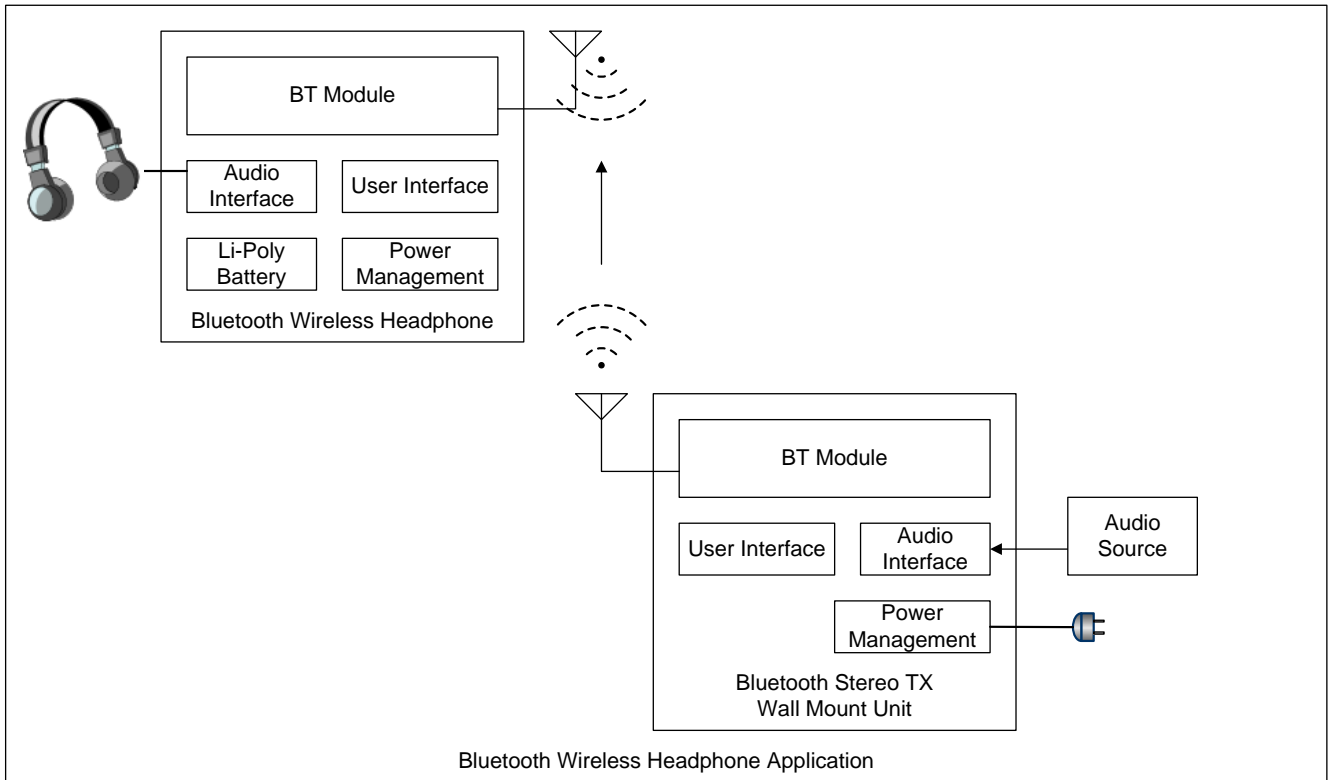 BT Module
Audio
Interface
User Interface
Li-Poly
Battery
Power
Management
Bluetooth Wireless Headphone
BT Module
User Interface
Audio
Interface
Audio
Source
Power
Management
Bluetooth Stereo TX
Wall Mount Unit
Bluetooth Wireless Headphone Application